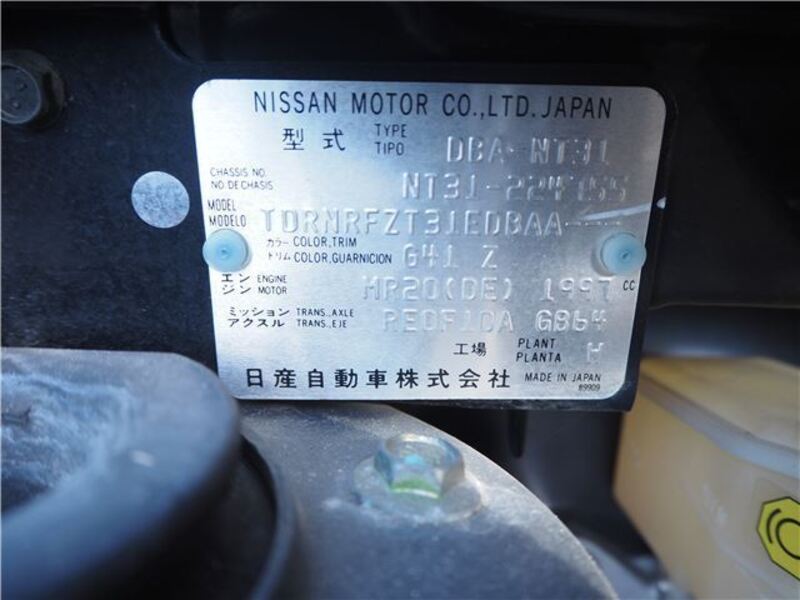 NISSAN MOTOR CO.,LTD. JAPAN
型式 TYPE TIPO DBA-NT31
CHASSIS NO. NO DE CHASIS NT31-224155
MODEL MODELO TDRNRFZT31EDBAA---
カラー COLOR,TRIM
トリム COLOR,GUARNICION G41 Z
エンジン ENGINE MOTOR MR20(DE) 1997 CC
ミッション TRANS.,AXLE
アクスル TRANS.,EJE RE0F10A GB64
工場 PLANT PLANTA H
日産自動車株式会社 MADE IN JAPAN
89909